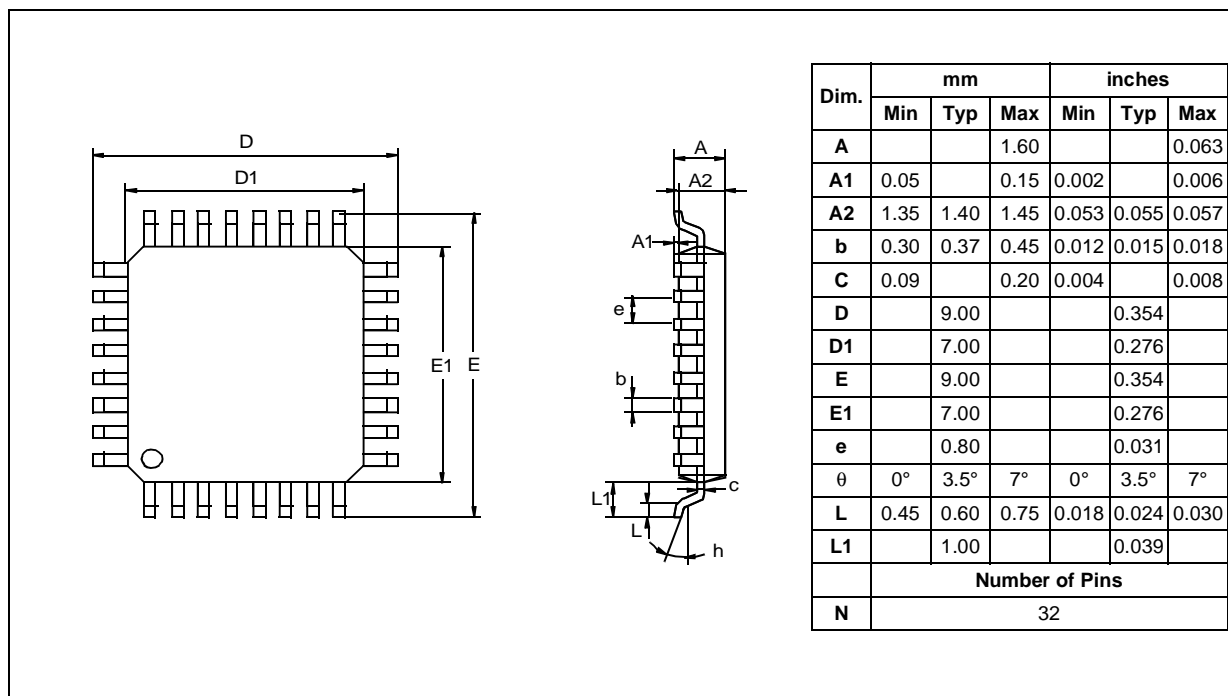 D
D1
E1 E
A
A2
A1
e
b
c
L1
L
h
Dim. mm inches
Min Typ Max Min Typ Max
A 1.60 0.063
A1 0.05 0.15 0.002 0.006
A2 1.35 1.40 1.45 0.053 0.055 0.057
b 0.30 0.37 0.45 0.012 0.015 0.018
C 0.09 0.20 0.004 0.008
D 9.00 0.354
D1 7.00 0.276
E 9.00 0.354
E1 7.00 0.276
e 0.80 0.031
θ 0° 3.5° 7° 0° 3.5° 7°
L 0.45 0.60 0.75 0.018 0.024 0.030
L1 1.00 0.039
Number of Pins
N 32